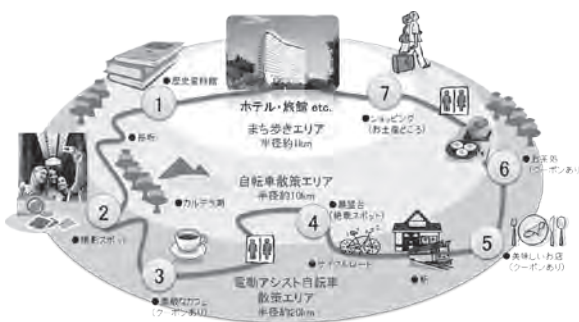 ●歴史資料館
1
ホテル・旅館 etc.
まち歩きエリア
半径約1km
7
●ショッピング
(お土産どころ)
6
●お茶処
(クーポンあり)
自転車散策エリア
半径約10km
●カルデラ湖
●展望台
(絶景スポット)
4
2
●撮影スポット
●サイクルロード
●駅
5
●美味しいお店
(クーポンあり)
3
●素敵なカフェ
(クーポンあり)
電動アシスト自転車
散策エリア
半径約20km